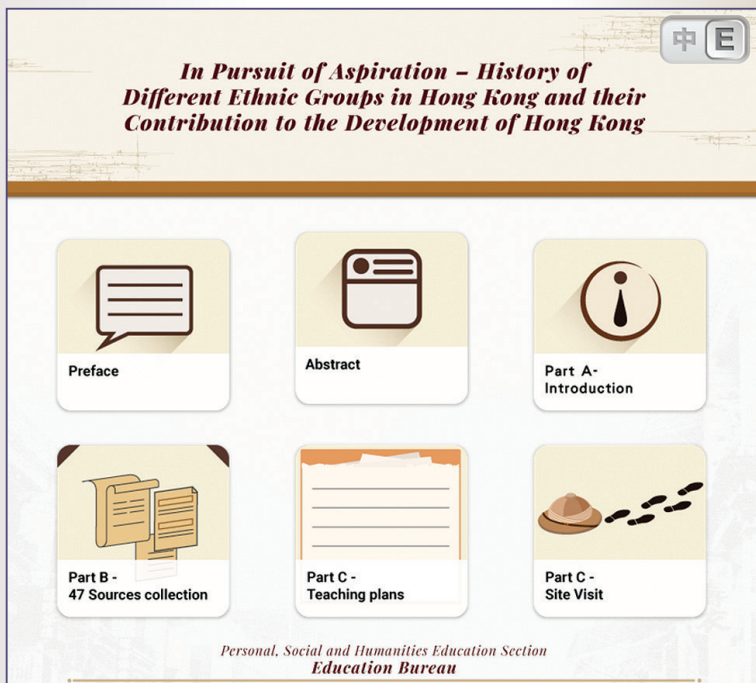 中 E
In Pursuit of Aspiration – History of
Different Ethnic Groups in Hong Kong and their
Contribution to the Development of Hong Kong
Preface
Abstract
Part A-
Introduction
Part B -
47 Sources collection
Part C -
Teaching plans
Part C -
Site Visit
Personal, Social and Humanities Education Section
Education Bureau